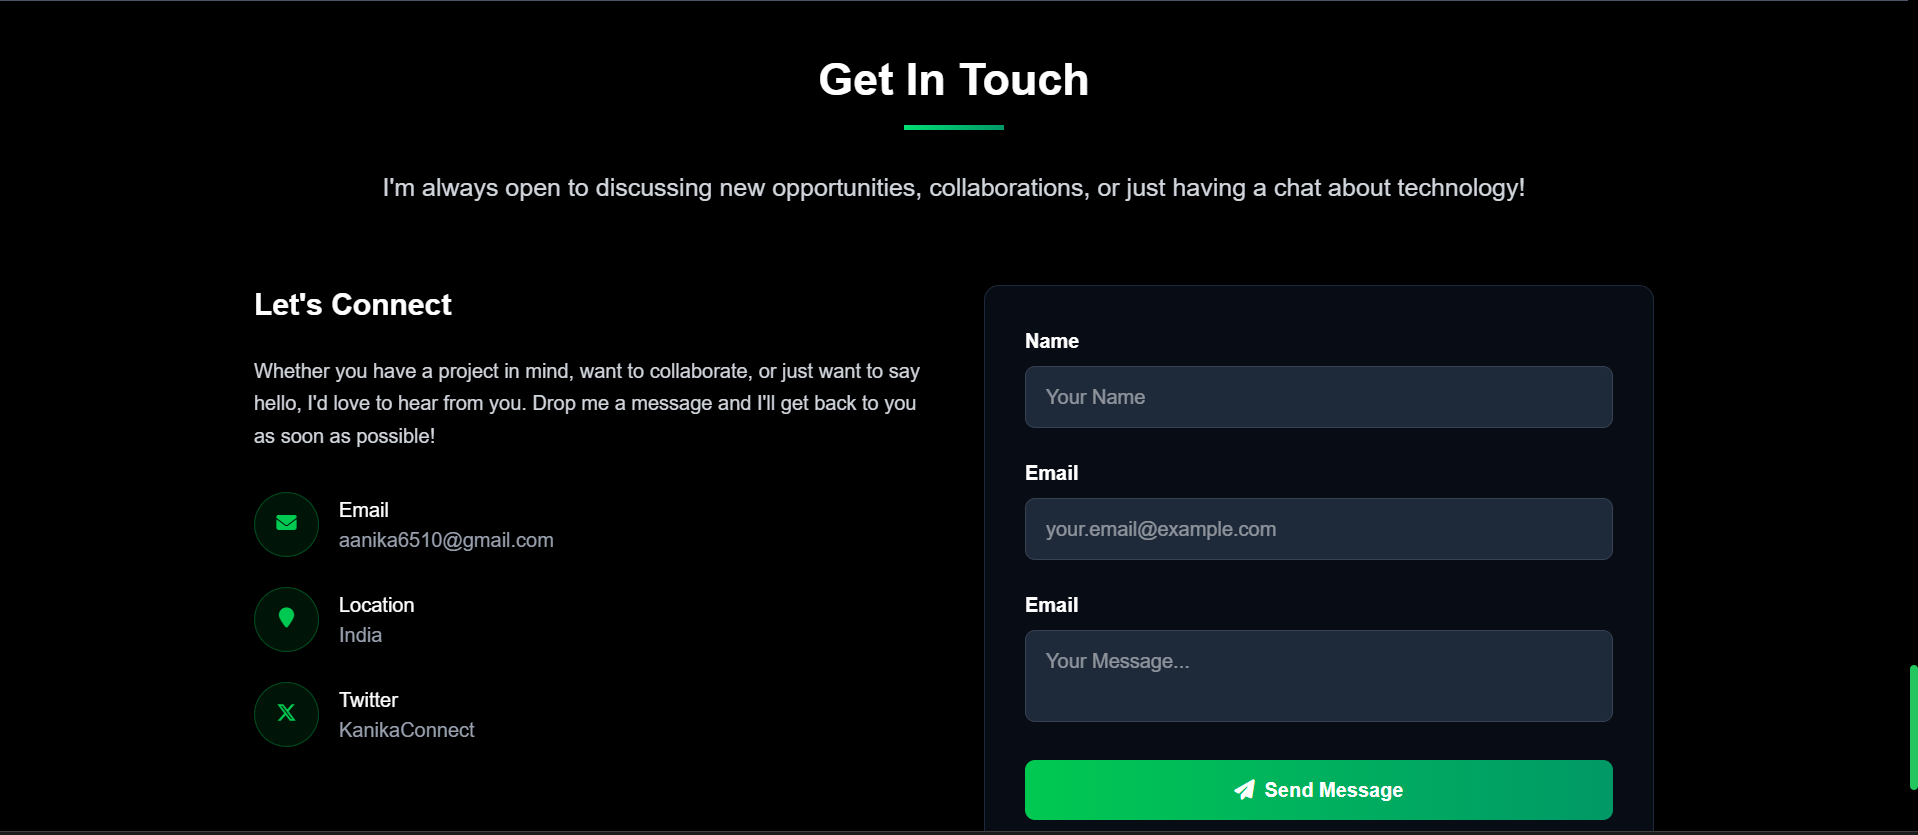 Get In Touch
I'm always open to discussing new opportunities, collaborations, or just having a chat about technology!
Let's Connect
Whether you have a project in mind, want to collaborate, or just want to say
hello, I'd love to hear from you. Drop me a message and I'll get back to you
as soon as possible!
Email
aanika6510@gmail.com
Location
India
Twitter
KanikaConnect
Name
Your Name
Email
your.email@example.com
Email
Your Message...
Send Message